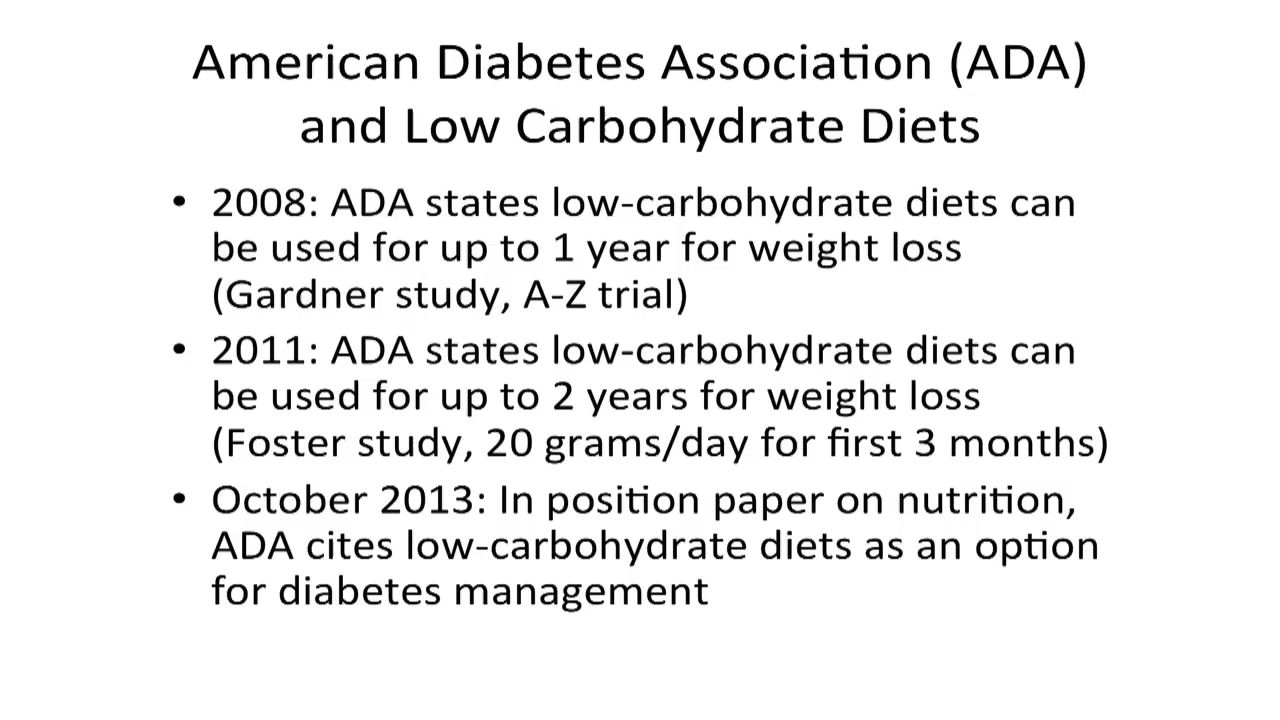 American Diabetes Association (ADA)
and Low Carbohydrate Diets
• 2008: ADA states low-carbohydrate diets can
be used for up to 1 year for weight loss
(Gardner study, A-Z trial)
• 2011: ADA states low-carbohydrate diets can
be used for up to 2 years for weight loss
(Foster study, 20 grams/day for first 3 months)
• October 2013: In position paper on nutrition,
ADA cites low-carbohydrate diets as an option
for diabetes management